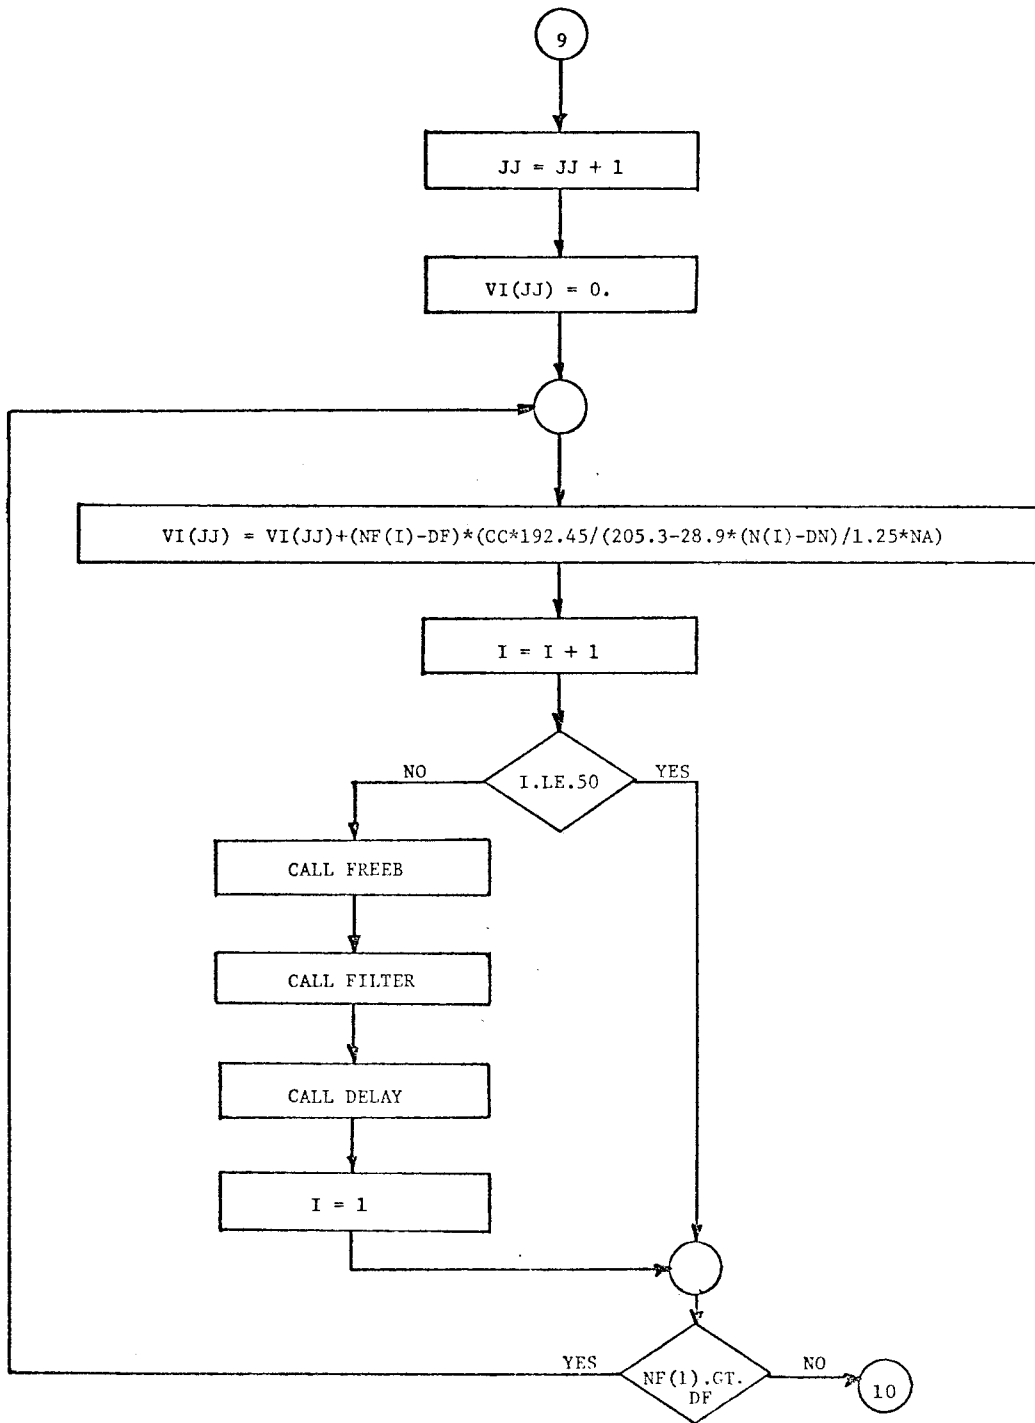 9
JJ = JJ + 1
VI(JJ) = 0.
VI(JJ) = VI(JJ)+(NF(I)-DF)*(CC*192.45/(205.3-28.9*(N(I)-DN)/1.25*NA)
I = I + 1
NO
I.LE.50
YES
CALL FREEB
CALL FILTER
CALL DELAY
I = 1
YES
NF(1).GT.
DF
NO
10